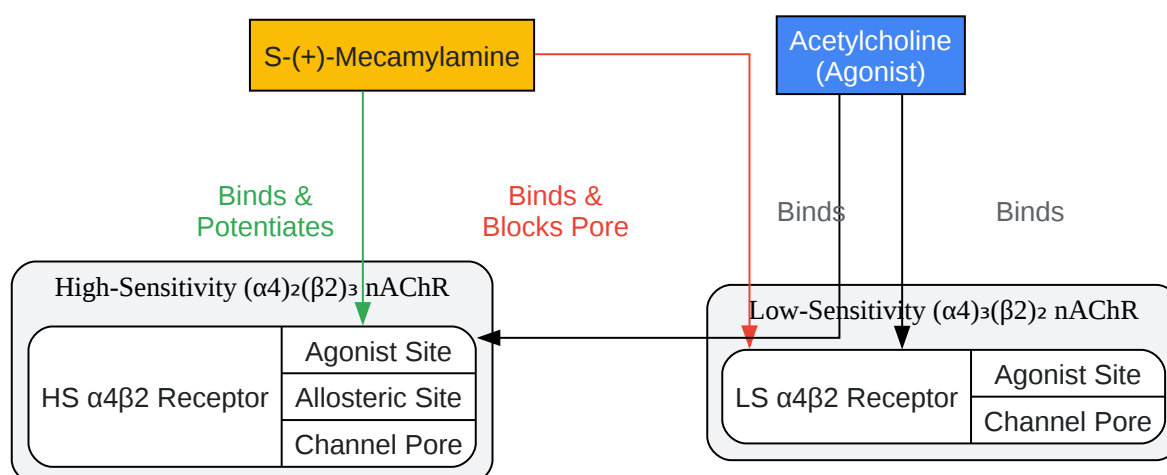 S-(+)-Mecamylamine
Acetylcholine
(Agonist)
Binds &
Potentiates
Binds &
Blocks Pore
Binds
Binds
High-Sensitivity (α4)₂(β2)₃ nAChR
HS α4β2 Receptor
Agonist Site
Allosteric Site
Channel Pore
Low-Sensitivity (α4)₃(β2)₂ nAChR
LS α4β2 Receptor
Agonist Site
Channel Pore